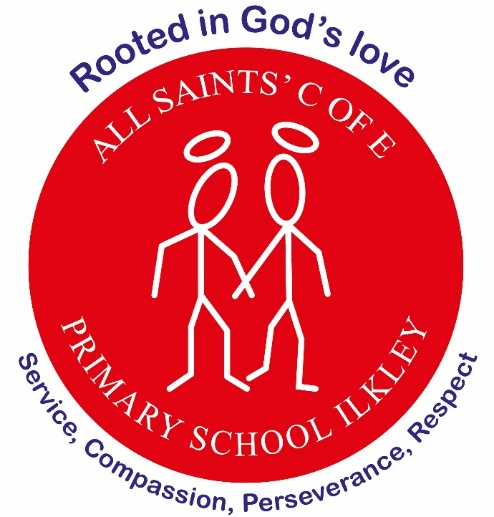 Rooted in God's love
ALL SAINTS' C OF E
PRIMARY SCHOOL ILKLEY
Service, Compassion, Perseverance, Respect